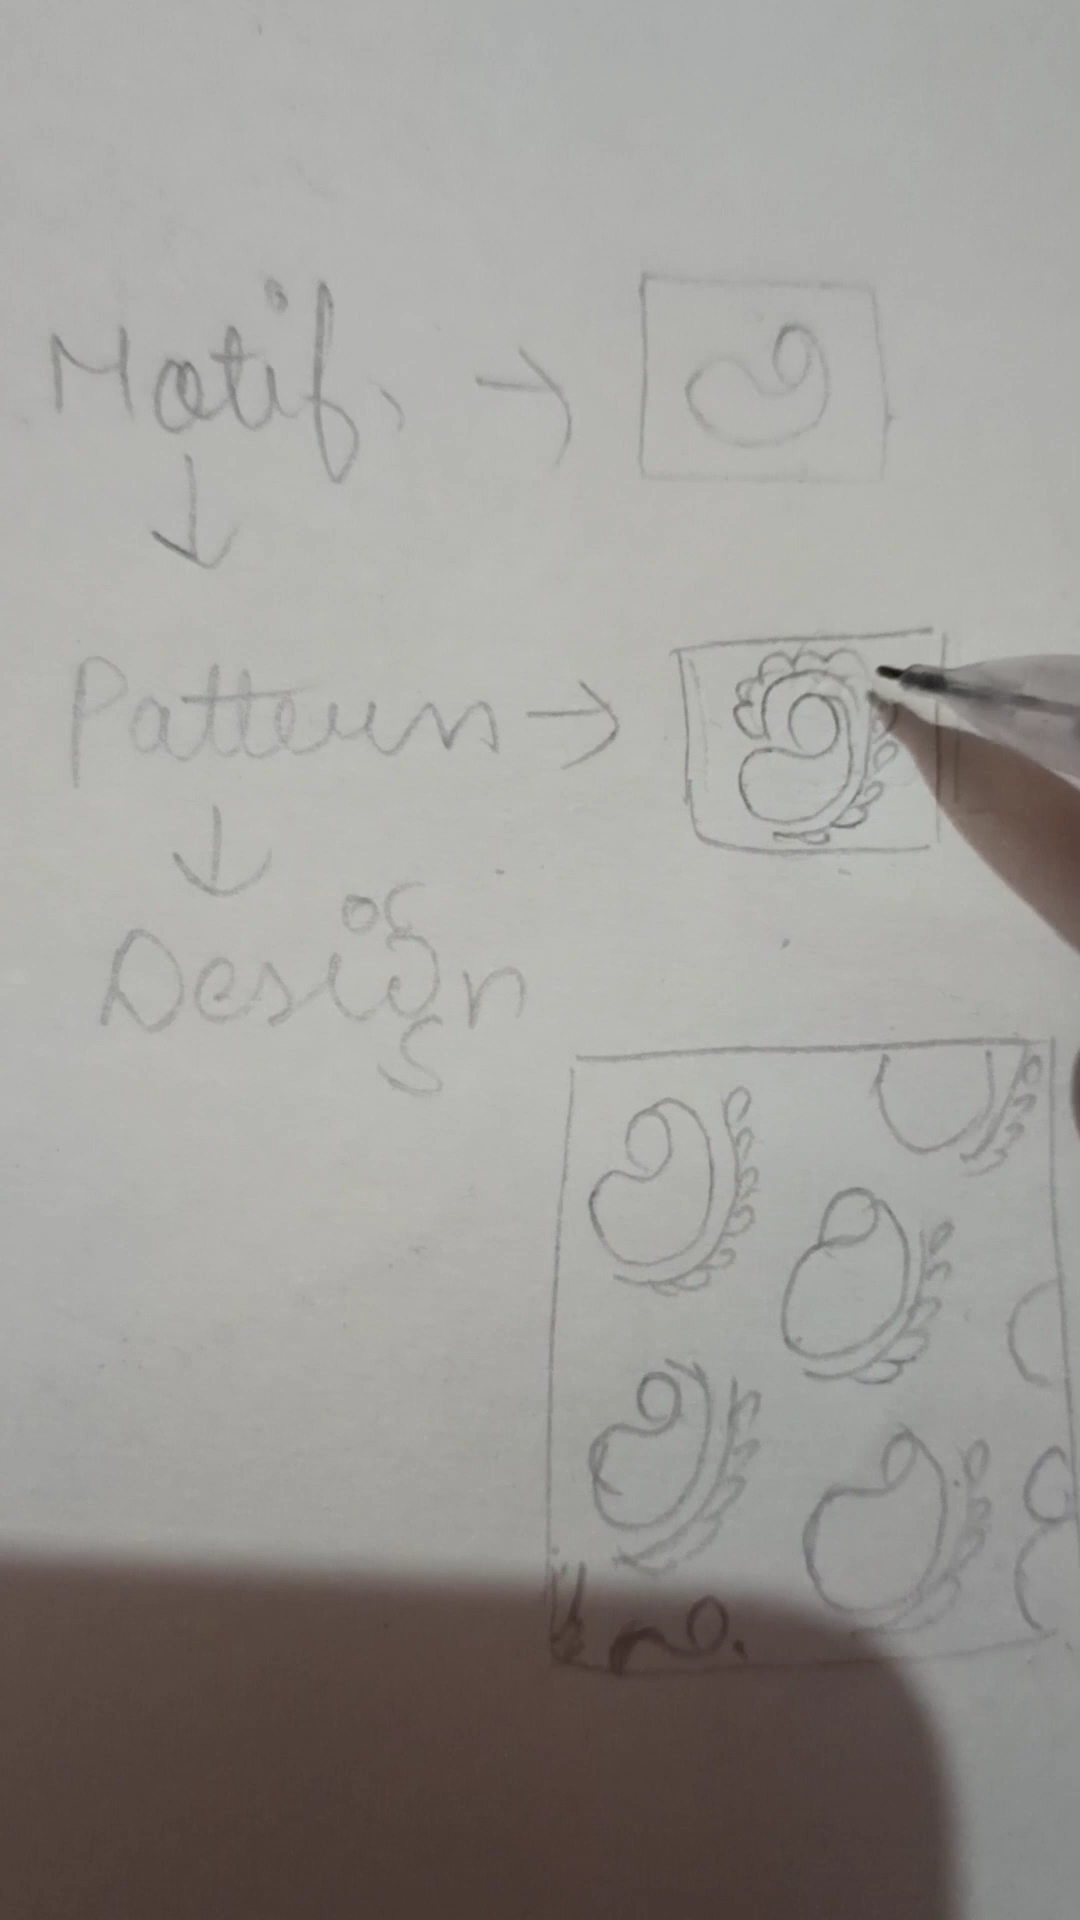 Motif, →
↓
Pattern →
↓
Design